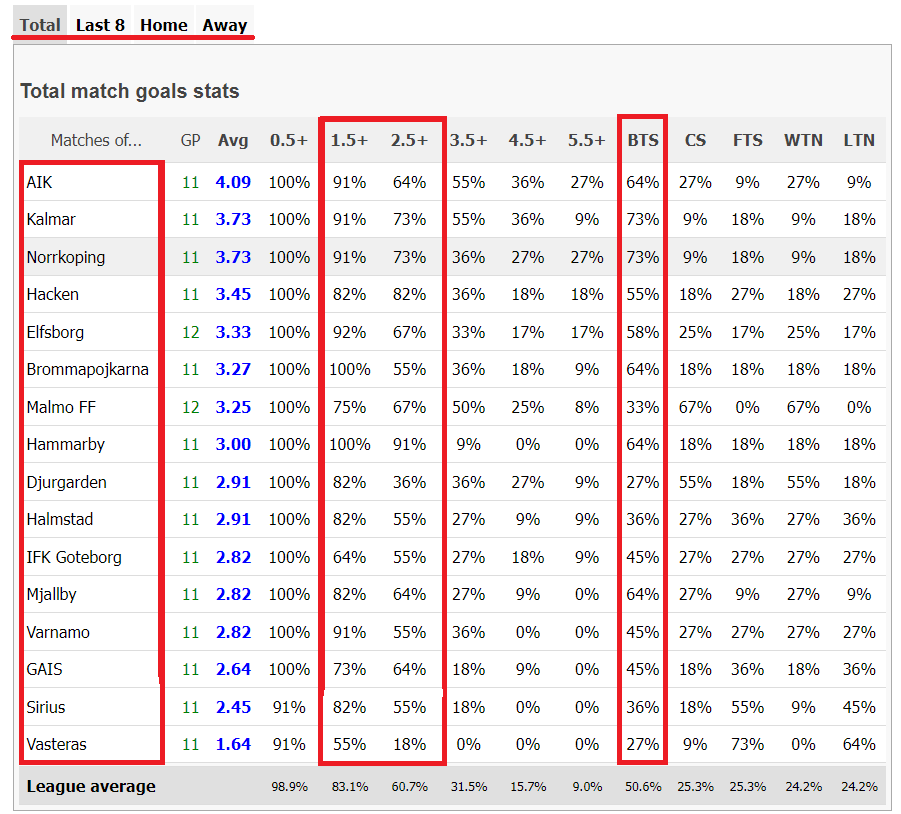 Total Last 8 Home Away
Total match goals stats
Matches of... GP Avg 0.5+ 1.5+ 2.5+ 3.5+ 4.5+ 5.5+ BTS CS FTS WTN LTN
AIK 11 4.09 100% 91% 64% 55% 36% 27% 64% 27% 9% 27% 9%
Kalmar 11 3.73 100% 91% 73% 55% 36% 9% 73% 9% 18% 9% 18%
Norrkoping 11 3.73 100% 91% 73% 36% 27% 27% 73% 9% 18% 9% 18%
Hacken 11 3.45 100% 82% 82% 36% 18% 18% 55% 18% 27% 18% 27%
Elfsborg 12 3.33 100% 92% 67% 33% 17% 17% 58% 25% 17% 25% 17%
Brommapojkarna 11 3.27 100% 100% 55% 36% 18% 9% 64% 18% 18% 18% 18%
Malmo FF 12 3.25 100% 75% 67% 50% 25% 8% 33% 67% 0% 67% 0%
Hammarby 11 3.00 100% 100% 91% 9% 0% 0% 64% 18% 18% 18% 18%
Djurgarden 11 2.91 100% 82% 36% 36% 27% 9% 27% 55% 18% 55% 18%
Halmstad 11 2.91 100% 82% 55% 27% 9% 9% 36% 27% 36% 27% 36%
IFK Goteborg 11 2.82 100% 64% 55% 27% 18% 9% 45% 27% 27% 27% 27%
Mjallby 11 2.82 100% 82% 64% 27% 9% 0% 64% 27% 9% 27% 9%
Varnamo 11 2.82 100% 91% 55% 36% 0% 0% 45% 27% 27% 27% 27%
GAIS 11 2.64 100% 73% 64% 18% 9% 0% 45% 18% 36% 18% 36%
Sirius 11 2.45 91% 82% 55% 18% 0% 0% 36% 18% 55% 9% 45%
Vasteras 11 1.64 91% 55% 18% 0% 0% 0% 27% 9% 73% 0% 64%
League average 98.9% 83.1% 60.7% 31.5% 15.7% 9.0% 50.6% 25.3% 25.3% 24.2% 24.2%